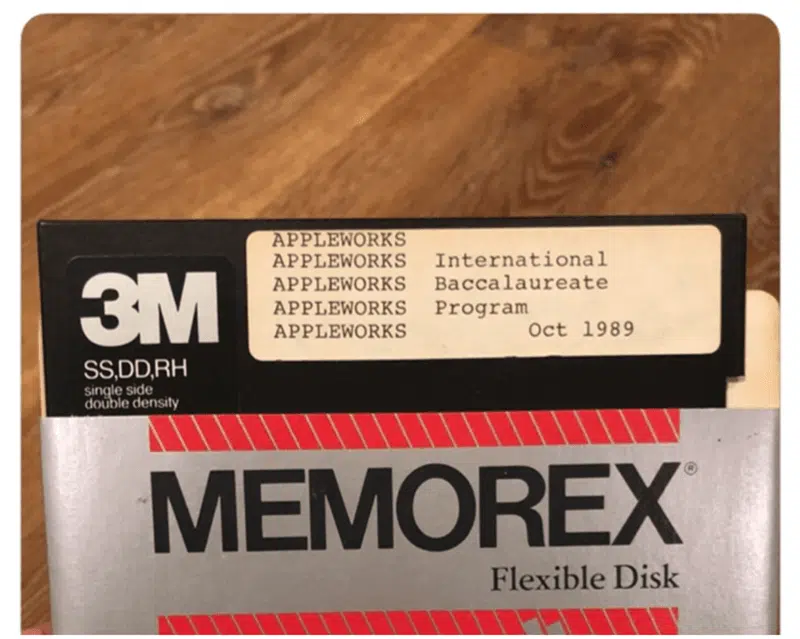 APPLEWORKS
APPLEWORKS International
APPLEWORKS Baccalaureate
APPLEWORKS Program
APPLEWORKS Oct 1989
3M
SS,DD,RH
single side
double density
MEMOREX®
Flexible Disk